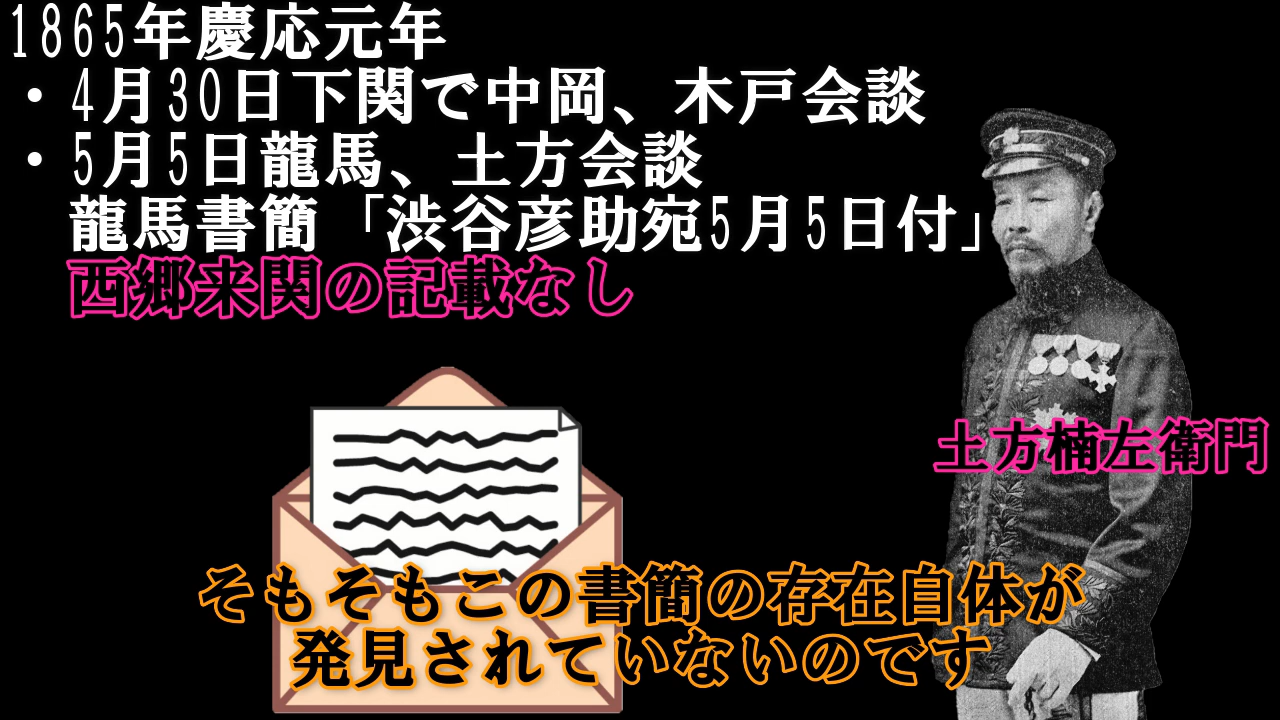 1865年慶応元年
・4月30日下関で中岡、木戸会談
・5月5日龍馬、土方会談
龍馬書簡「渋谷彦助宛5月5日付」
西郷来関の記載なし
土方楠左衛門
そもそもこの書簡の存在自体が
発見されていないのです